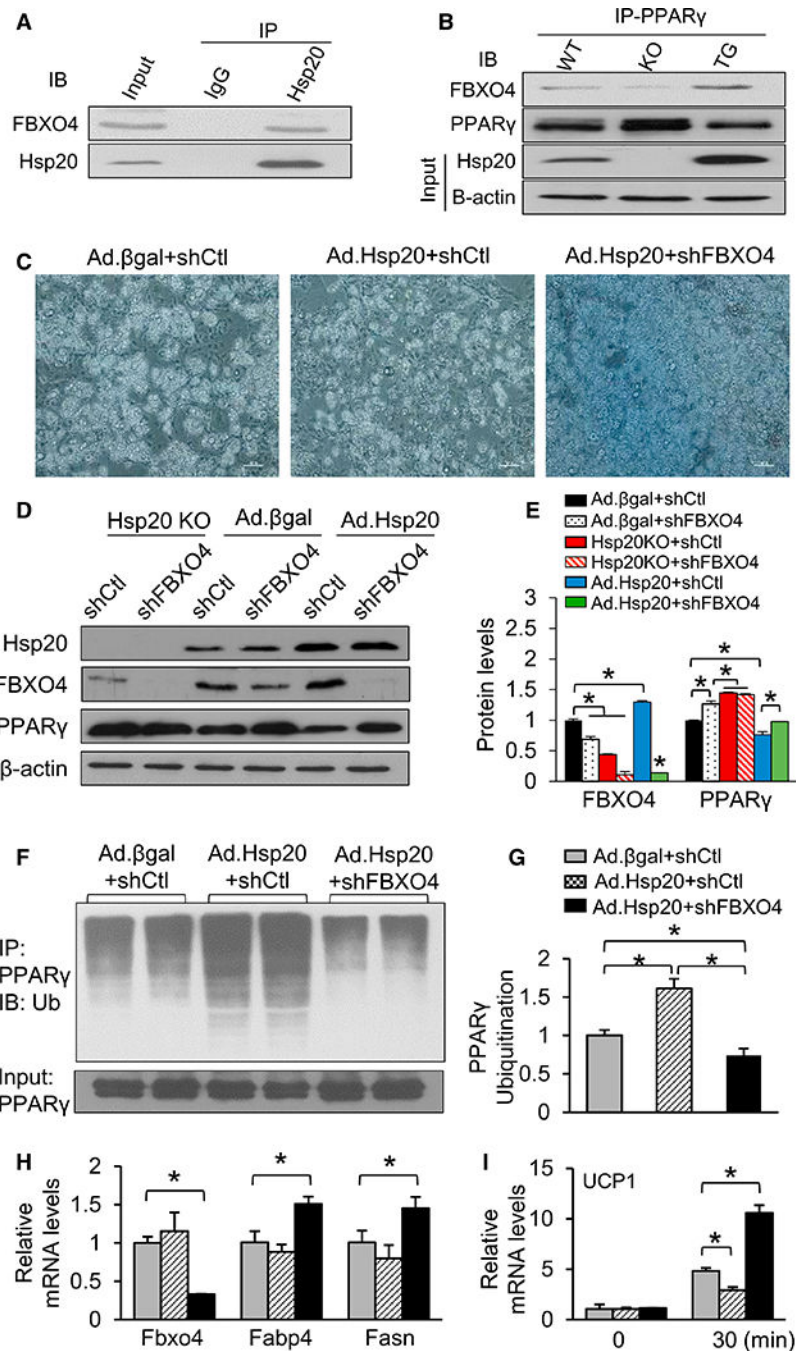 A
IP
IB
Input
IgG
Hsp20
FBXO4
Hsp20
B
IP-PPARγ
IB
WT
KO
TG
FBXO4
PPARγ
Input
Hsp20
B-actin
C
Ad.βgal+shCtl
Ad.Hsp20+shCtl
Ad.Hsp20+shFBXO4
D
Hsp20 KO
Ad.βgal
Ad.Hsp20
shCtl
shFBXO4
shCtl
shFBXO4
shCtl
shFBXO4
Hsp20
FBXO4
PPARγ
β-actin
E
Ad.βgal+shCtl
Ad.βgal+shFBXO4
Hsp20KO+shCtl
Hsp20KO+shFBXO4
Ad.Hsp20+shCtl
Ad.Hsp20+shFBXO4
Protein levels
3
2.5
2
1.5
1
0.5
0
* * * * * * *
FBXO4
PPARγ
F
Ad.βgal
+shCtl
Ad.Hsp20
+shCtl
Ad.Hsp20
+shFBXO4
IP:
PPARγ
IB: Ub
Input:
PPARγ
G
Ad.βgal+shCtl
Ad.Hsp20+shCtl
Ad.Hsp20+shFBXO4
PPARγ
Ubiquitination
2
1.5
1
0.5
0
*
* *
H
Relative
mRNA levels
2
1.5
1
0.5
0
* * *
Fbxo4
Fabp4
Fasn
I
UCP1
Relative
mRNA levels
15
10
5
0
*
*
0
30 (min)